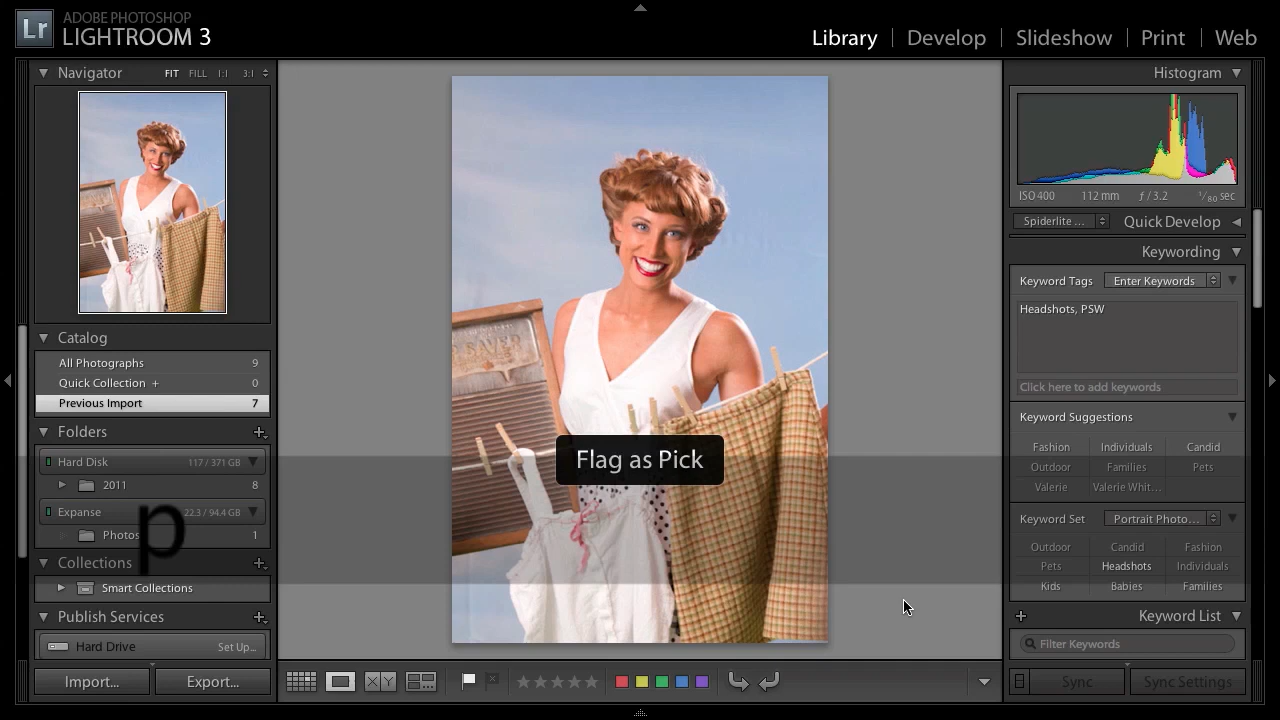 Lr
ADOBE PHOTOSHOP
LIGHTROOM 3
Library
Develop
Slideshow
Print
Web
Navigator
FIT
FILL
1:1
3:1
Catalog
All Photographs 9
Quick Collection + 0
Previous Import 7
Folders
Hard Disk 117 / 371 GB
2011 8
Expanse 22.3 / 94.4 GB
Photos 1
p
Collections
Smart Collections
Publish Services
Hard Drive Set Up...
Import...
Export...
Flag as Pick
XY
Histogram
ISO 400 112 mm ƒ / 3.2 1/80 sec
Spiderlite ...
Quick Develop
Keywording
Keyword Tags Enter Keywords
Headshots, PSW
Click here to add keywords
Keyword Suggestions
Fashion Individuals Candid
Outdoor Families Pets
Valerie Valerie Whit...
Keyword Set Portrait Photo...
Outdoor Candid Fashion
Pets Headshots Individuals
Kids Babies Families
Keyword List
Filter Keywords
Sync
Sync Settings